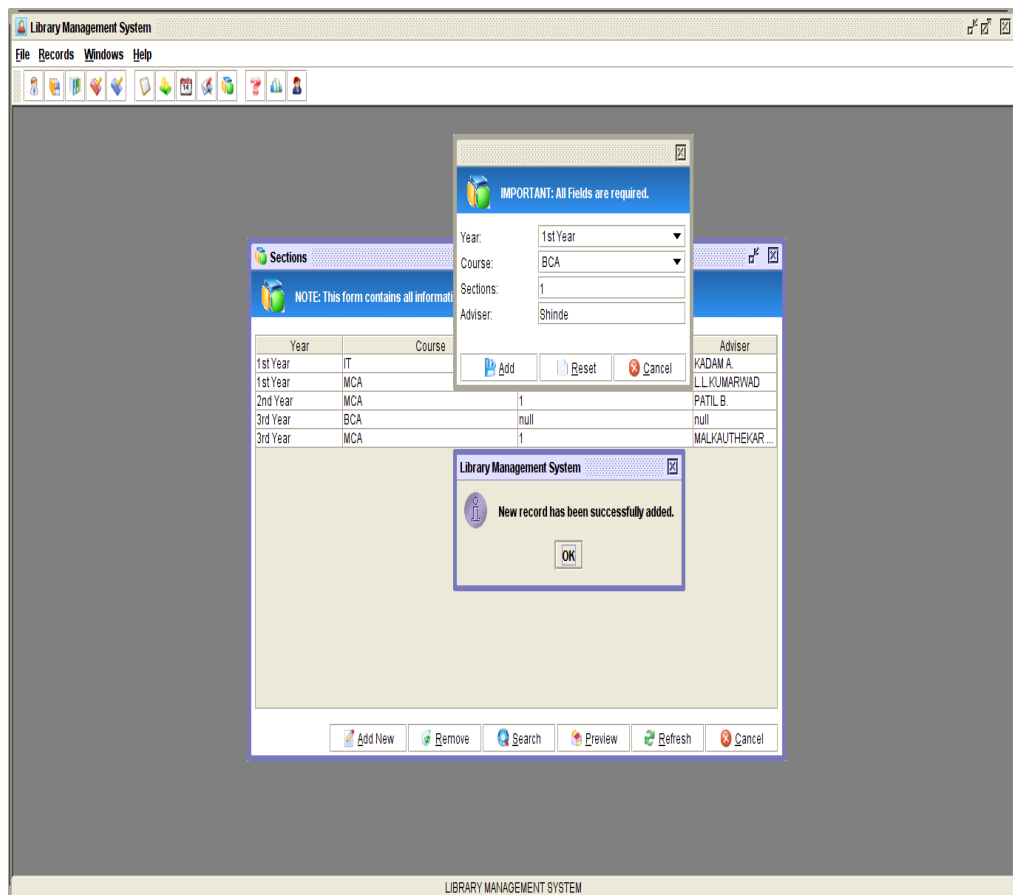 Library Management System
File Records Windows Help
14
IMPORTANT: All Fields are required.
Year: 1st Year
Course: BCA
Sections: 1
Adviser: Shinde
Add Reset Cancel
Sections
NOTE: This form contains all informati
Year Course Adviser
1st Year IT KADAM A.
1st Year MCA L.L.KUMARWAD
2nd Year MCA 1 PATIL B.
3rd Year BCA null null
3rd Year MCA 1 MALKAUTHEKAR ...
Library Management System
New record has been successfully added.
OK
Add New Remove Search Preview Refresh Cancel
LIBRARY MANAGEMENT SYSTEM